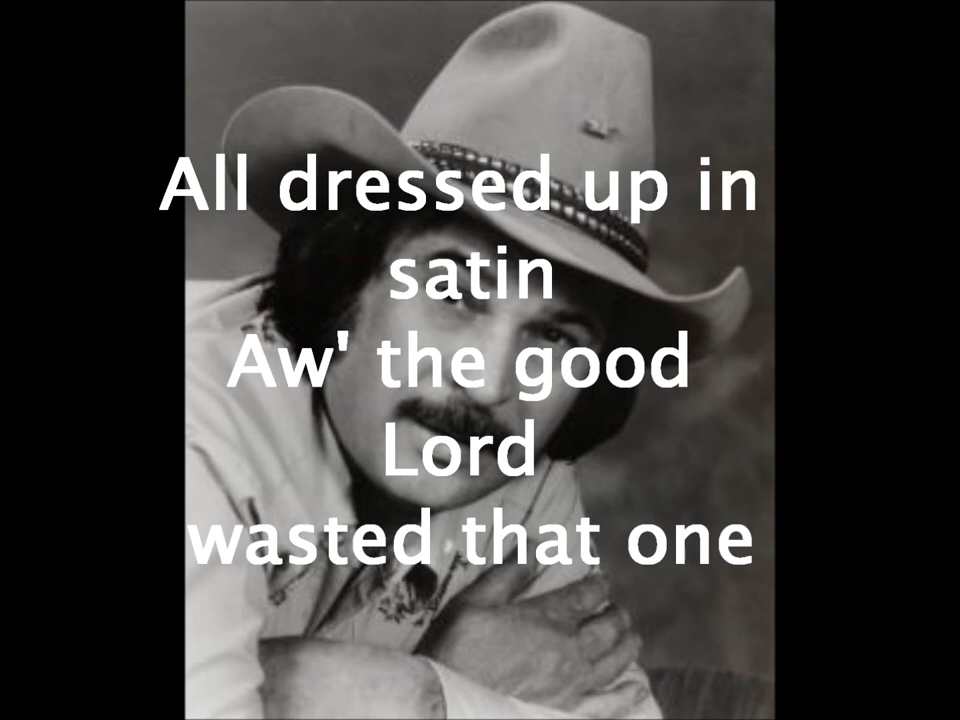 All dressed up in
satin
Aw' the good
Lord
wasted that one